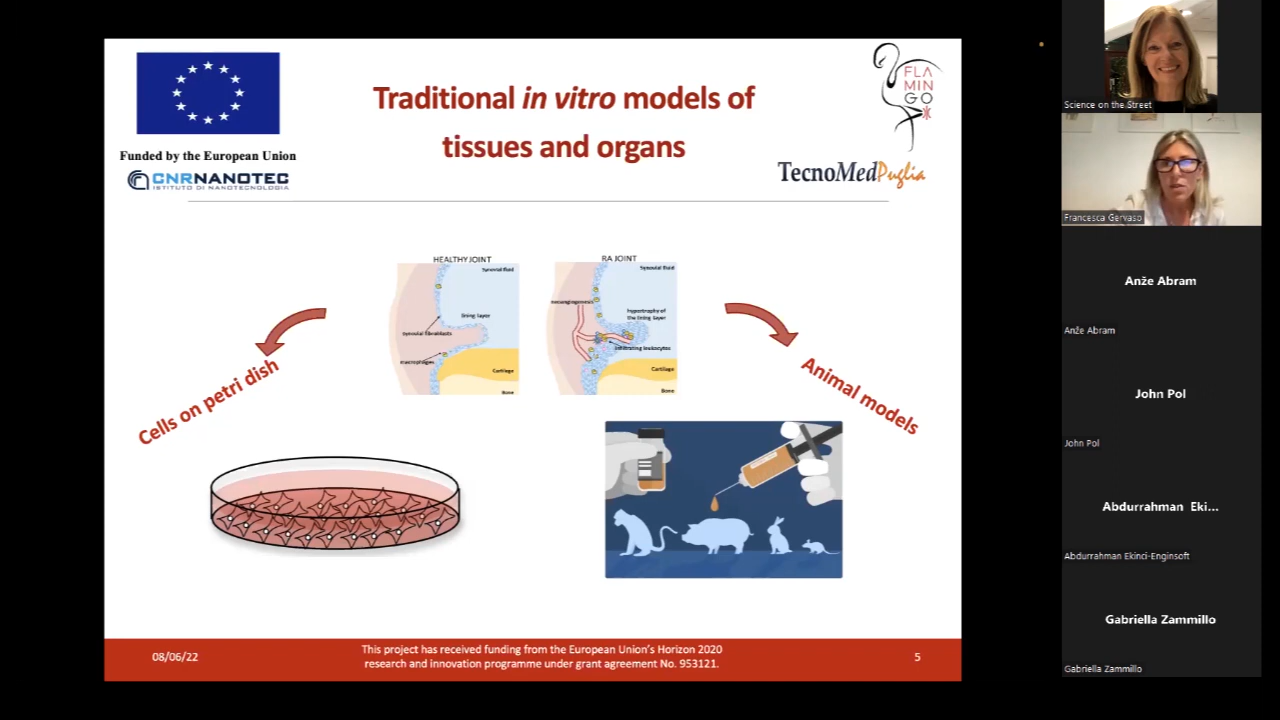 Traditional in vitro models of
tissues and organs
Funded by the European Union
CNRNANOTEC
ISTITUTO DI NANOTECNOLOGIA
FLA
MIN
GO
TecnoMedPuglia
HEALTHY JOINT
Synovial fluid
lining layer
synovial fibroblasts
macrophages
Cartilage
Bone
RA JOINT
Synovial fluid
neoangiogenesis
hypertrophy of
the lining layer
infiltrating leukocytes
Cartilage
Bone
Cells on petri dish
Animal models
08/06/22
This project has received funding from the European Union's Horizon 2020
research and innovation programme under grant agreement No. 953121.
5
Science on the Street
Francesca Gervaso
Anže Abram
Anže Abram
John Pol
John Pol
Abdurrahman Eki...
Abdurrahman Ekinci-Enginsoft
Gabriella Zammillo
Gabriella Zammillo